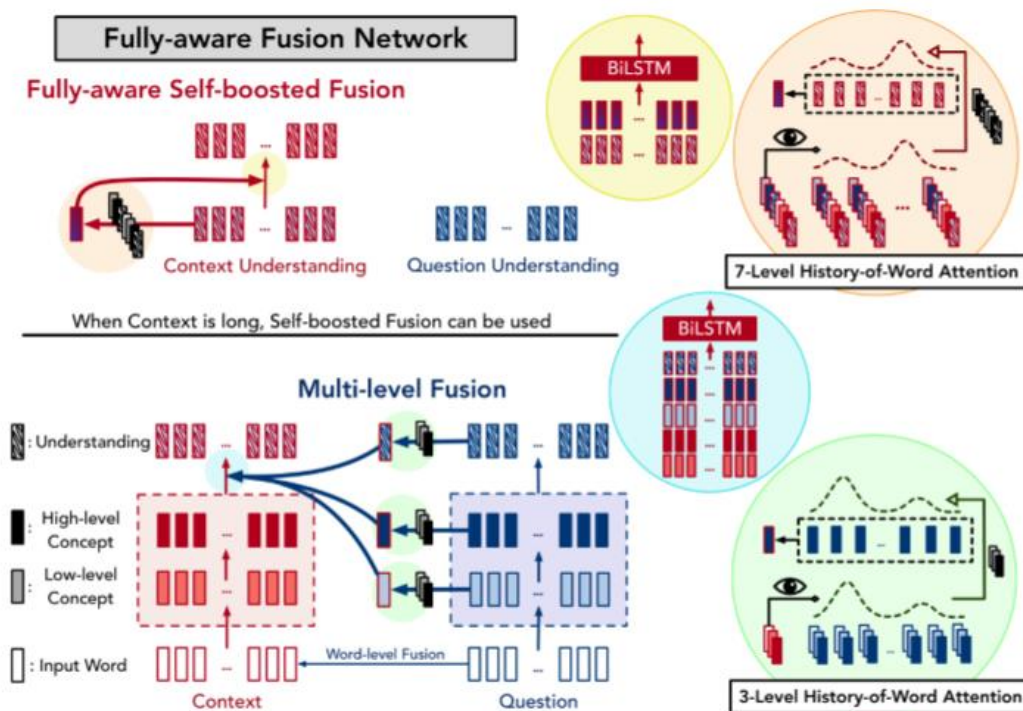 Fully-aware Fusion Network
Fully-aware Self-boosted Fusion
...
...
Context Understanding
...
Question Understanding
BiLSTM
...
...
...
...
7-Level History-of-Word Attention
When Context is long, Self-boosted Fusion can be used
BiLSTM
...
...
...
...
...
Multi-level Fusion
: Understanding
...
...
: High-level
Concept
...
...
: Low-level
Concept
...
...
: Input Word
...
Word-level Fusion
...
Context
Question
...
...
3-Level History-of-Word Attention